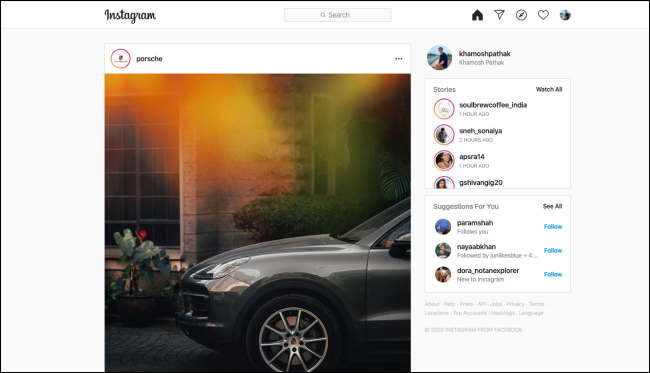 Instagram
Search
porsche
khamoshpathak
Khamosh Pathak
Stories
Watch All
soulbrewcoffee_india
1 HOUR AGO
sneh_sonaiya
2 HOURS AGO
apsra14
1 HOUR AGO
gshivangig20
Suggestions For You
See All
paramshah
Follows you
Follow
nayaabkhan
Followed by junlikesblue + 4 ...
Follow
dora_notanexplorer
New to Instagram
Follow
About · Help · Press · API · Jobs · Privacy · Terms ·
Locations · Top Accounts · Hashtags · Language
© 2020 INSTAGRAM FROM FACEBOOK